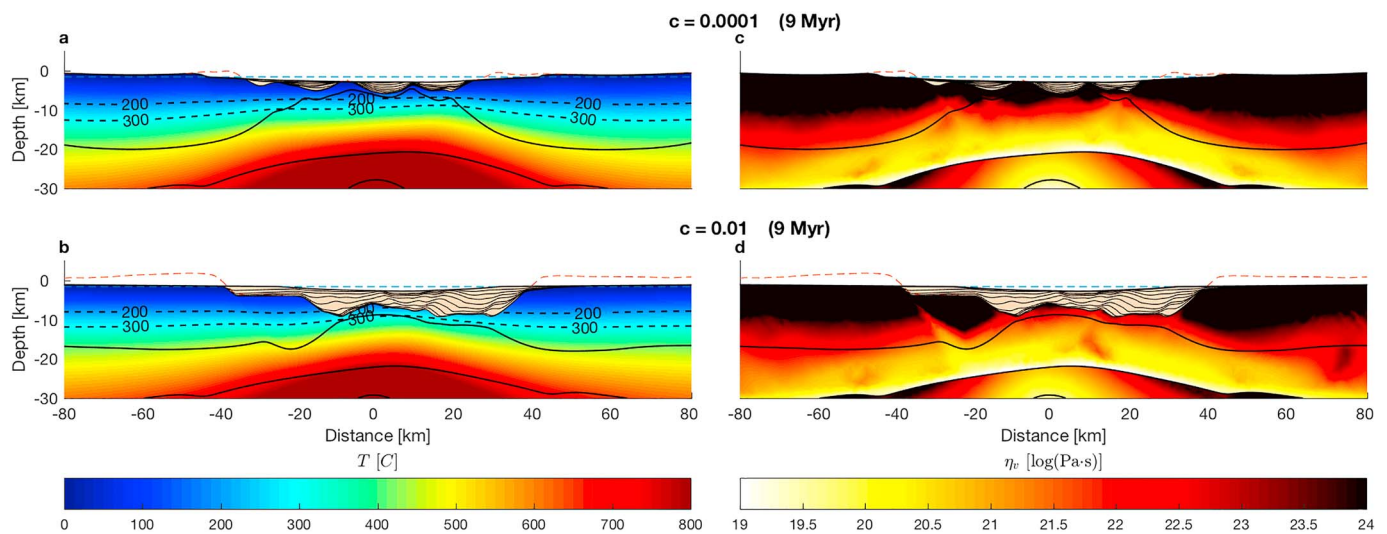 c = 0.0001 (9 Myr)
a
c
Depth [km]
0
-10
-20
-30
200
300
200
300
200
300
c = 0.01 (9 Myr)
b
d
Depth [km]
0
-10
-20
-30
200
300
200
300
200
300
-80 -60 -40 -20 0 20 40 60 80
-80 -60 -40 -20 0 20 40 60 80
Distance [km]
Distance [km]
T [C]
ηv [log(Pa·s)]
0 100 200 300 400 500 600 700 800
19 19.5 20 20.5 21 21.5 22 22.5 23 23.5 24